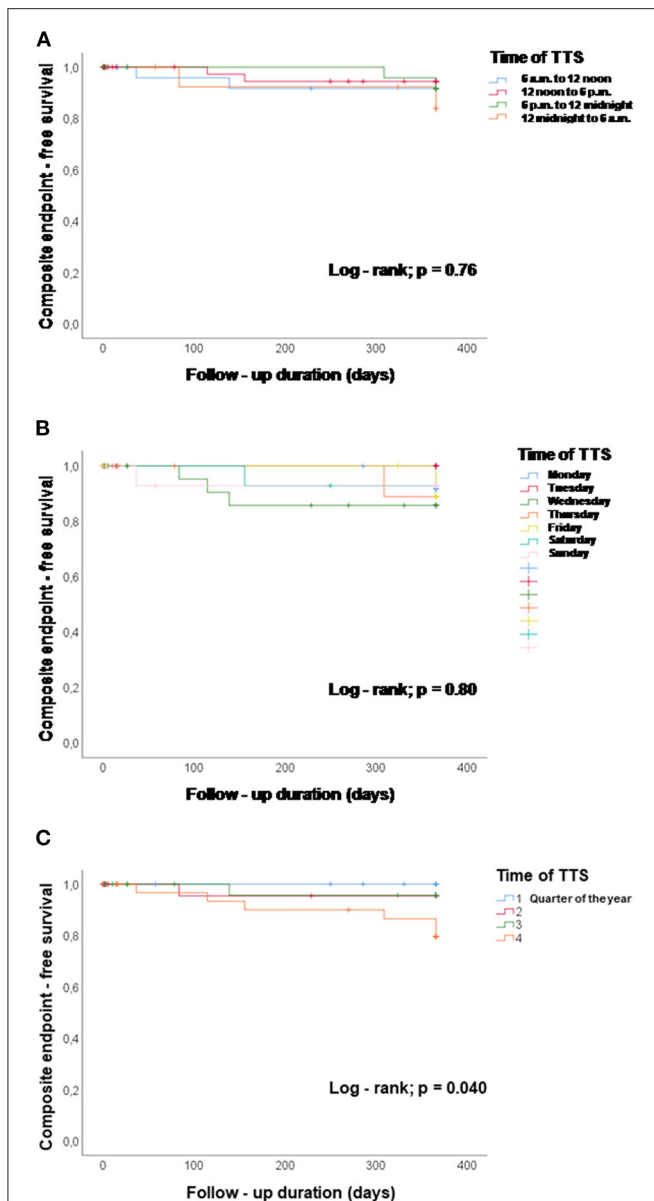 A
Time of TTS
6 a.m. to 12 noon
12 noon to 6 p.m.
6 p.m. to 12 midnight
12 midnight to 6 a.m.
Composite endpoint - free survival
1,0
0,8
0,6
0,4
0,2
0,0
Log - rank; p = 0.76
0 100 200 300 400
Follow - up duration (days)
B
Time of TTS
Monday
Tuesday
Wednesday
Thursday
Friday
Saturday
Sunday
Composite endpoint - free survival
1,0
0,8
0,6
0,4
0,2
0,0
Log - rank; p = 0.80
0 100 200 300 400
Follow - up duration (days)
C
Time of TTS
1 Quarter of the year
2
3
4
Composite endpoint - free survival
1,0
0,8
0,6
0,4
0,2
0,0
Log - rank; p = 0.040
0 100 200 300 400
Follow - up duration (days)